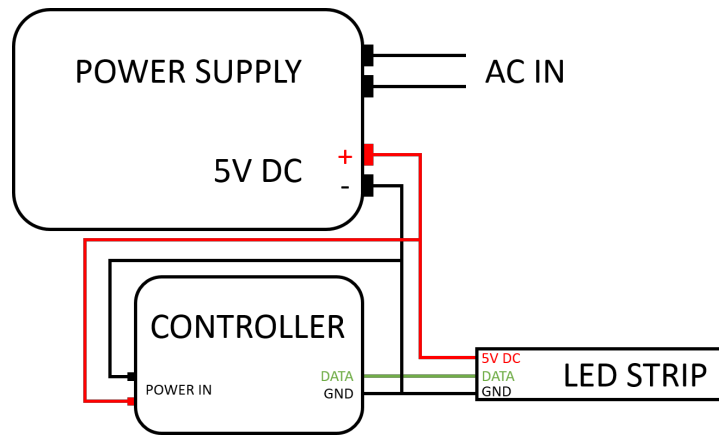 POWER SUPPLY
AC IN
5V DC
+
-
CONTROLLER
POWER IN
DATA
GND
5V DC
DATA
GND
LED STRIP